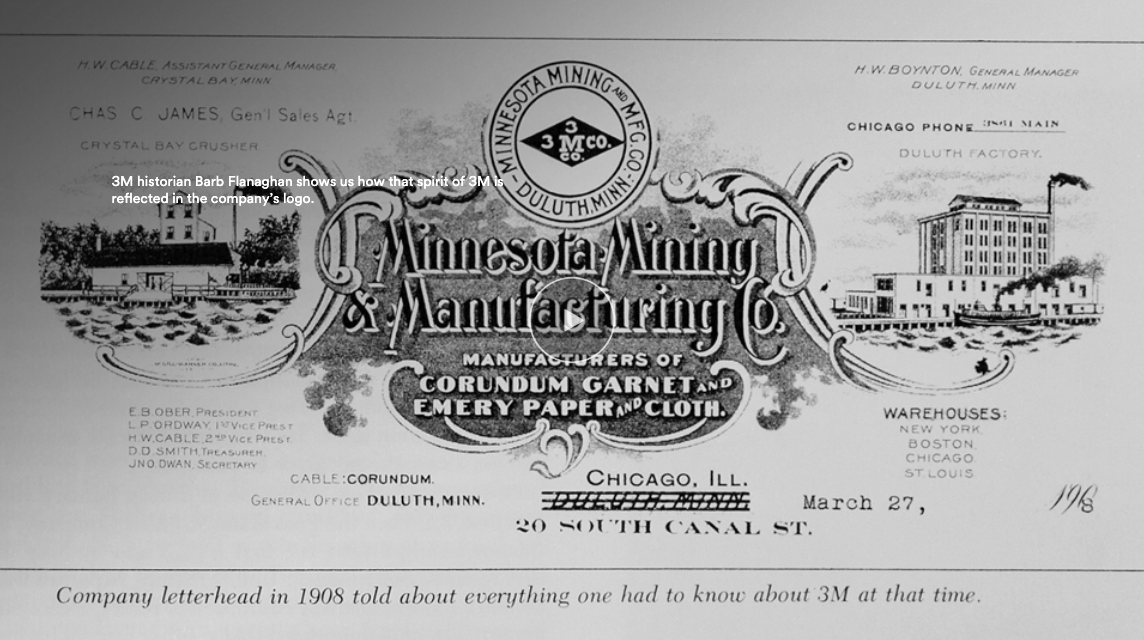 H.W. CABLE, ASSISTANT GENERAL MANAGER,
CRYSTAL BAY, MINN.
CHAS. C. JAMES, Gen'l Sales Agt.
CRYSTAL BAY CRUSHER.
3M historian Barb Flanaghan shows us how that spirit of 3M is
reflected in the company's logo.
MINNESOTA MINING AND MFG. CO.
DULUTH, MINN.
3
3 M CO.
CO.
H.W. BOYNTON, GENERAL MANAGER
DULUTH, MINN.
CHICAGO PHONE 3861 MAIN
DULUTH FACTORY.
Minnesota Mining
& Manufacturing Co.
MANUFACTURERS OF
CORUNDUM GARNET AND
EMERY PAPER AND CLOTH.
E.B. OBER, PRESIDENT
L.P. ORDWAY, 1ST VICE PREST
H.W. CABLE, 2ND VICE PREST.
D.D. SMITH, TREASURER,
JNO. DWAN, SECRETARY
WAREHOUSES:
NEW YORK,
BOSTON,
CHICAGO,
ST. LOUIS
CABLE: CORUNDUM.
GENERAL OFFICE DULUTH, MINN.
CHICAGO, ILL.
DULUTH, MINN.
20 SOUTH CANAL ST.
March 27, 1908
Company letterhead in 1908 told about everything one had to know about 3M at that time.